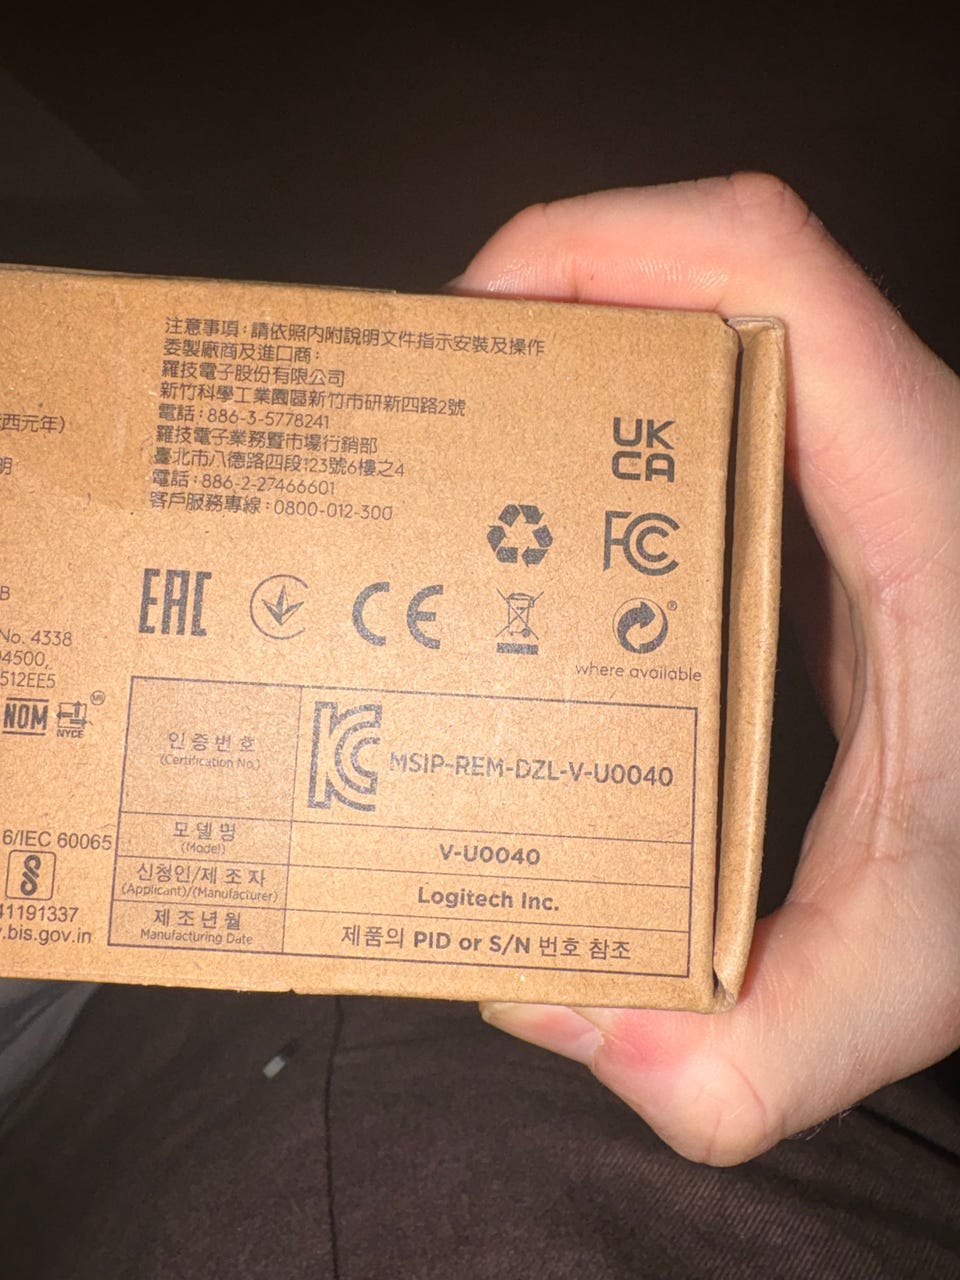 注意事項：請依照內附說明文件指示安裝及操作
委製廠商及進口商：
羅技電子股份有限公司
新竹科學工業園區新竹市研新四路2號
電話：886-3-5778241
羅技電子業務暨市場行銷部
臺北市八德路四段123號6樓之4
電話：886-2-27466601
客戶服務專線：0800-012-300
西元年）
明
UK
CA
FC
EAC
CE
®
where available
B
No. 4338
04500,
512EE5
NOM
NYCE
인증번호
(Certification No.)
KC
MSIP-REM-DZL-V-U0040
모델명
(Model)
V-U0040
신청인/제조자
(Applicant)/(Manufacturer)
Logitech Inc.
제조년월
Manufacturing Date
제품의 PID or S/N 번호 참조
6/IEC 60065
41191337
.bis.gov.in